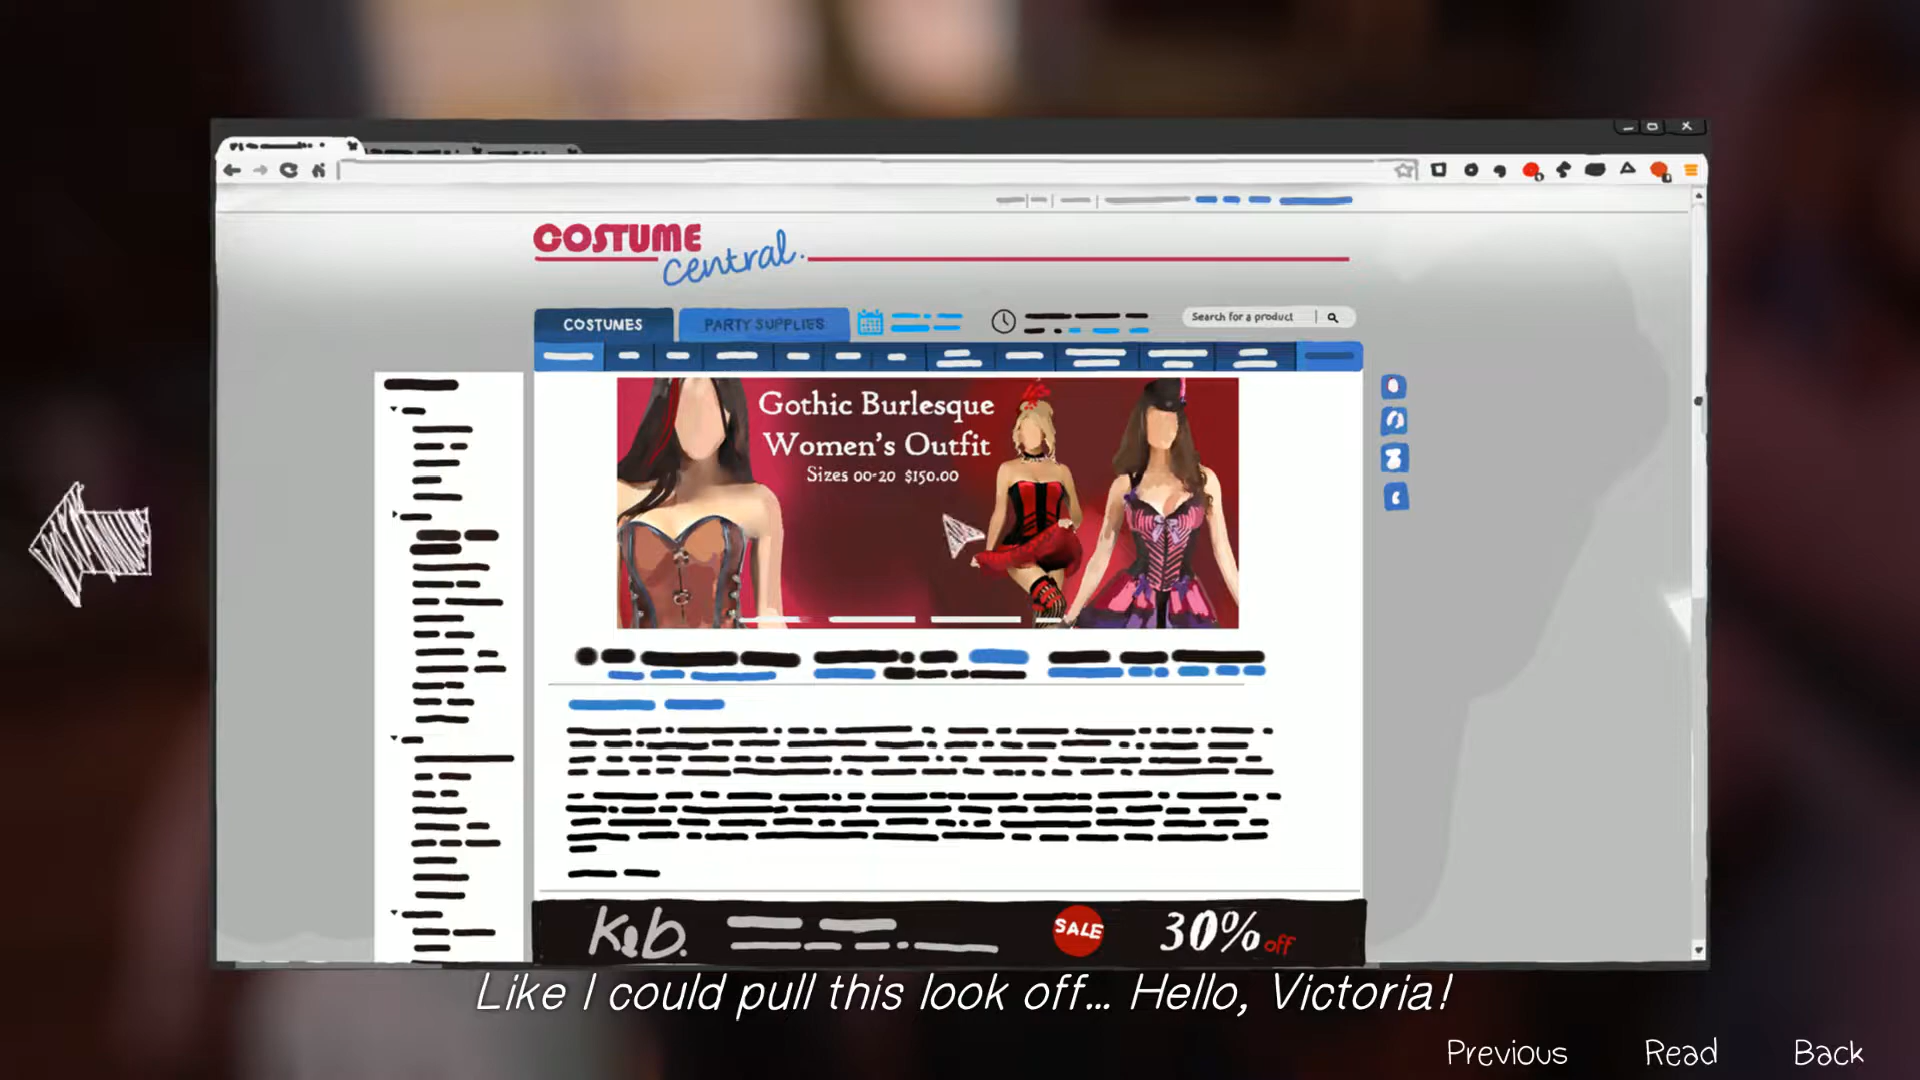 COSTUME
central.
COSTUMES
PARTY SUPPLIES
Search for a product
Gothic Burlesque
Women's Outfit
Sizes 00-20 $150.00
SALE
30% off
Like I could pull this look off... Hello, Victoria!
Previous
Read
Back